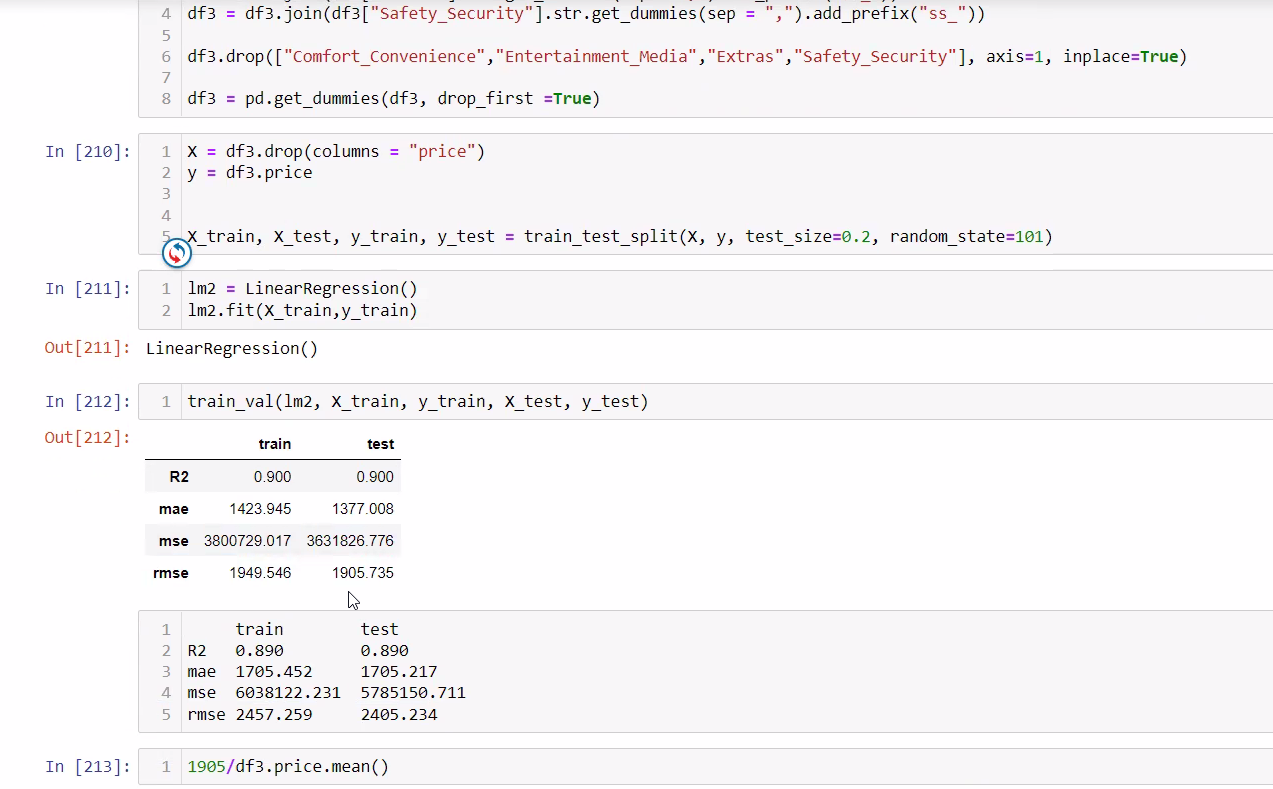 4 df3 = df3.join(df3["Safety_Security"].str.get_dummies(sep = ",").add_prefix("ss_"))
5
6 df3.drop(["Comfort_Convenience","Entertainment_Media","Extras","Safety_Security"], axis=1, inplace=True)
7
8 df3 = pd.get_dummies(df3, drop_first =True)
In [210]: 1 X = df3.drop(columns = "price")
2 y = df3.price
3
4
5 X_train, X_test, y_train, y_test = train_test_split(X, y, test_size=0.2, random_state=101)
In [211]: 1 lm2 = LinearRegression()
2 lm2.fit(X_train,y_train)
Out[211]: LinearRegression()
In [212]: 1 train_val(lm2, X_train, y_train, X_test, y_test)
Out[212]:
train test
R2 0.900 0.900
mae 1423.945 1377.008
mse 3800729.017 3631826.776
rmse 1949.546 1905.735
1 train test
2 R2 0.890 0.890
3 mae 1705.452 1705.217
4 mse 6038122.231 5785150.711
5 rmse 2457.259 2405.234
In [213]: 1 1905/df3.price.mean()